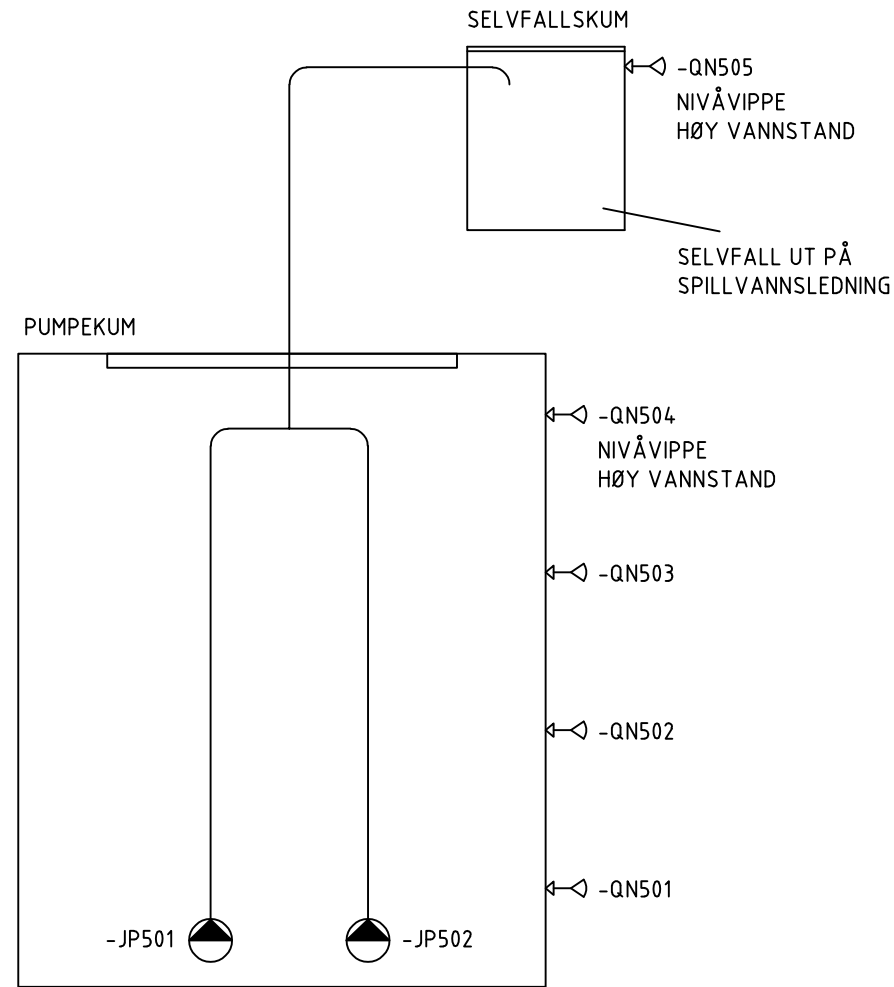 SELVFALLSKUM
-QN505
NIVÅVIPPE
HØY VANNSTAND
SELVFALL UT PÅ
SPILLVANNSLEDNING
PUMPEKUM
-QN504
NIVÅVIPPE
HØY VANNSTAND
-QN503
-QN502
-QN501
-JP501
-JP502